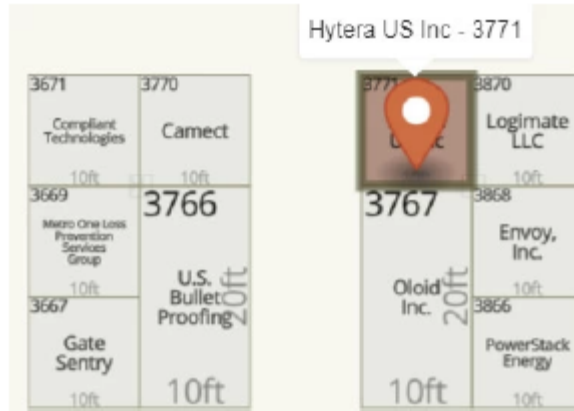 Hytera US Inc - 3771
3671
Compliant
Technologies
10ft
3770
Camect
10ft
3771
3870
Logimate
LLC
10ft
3669
Metro One Loss
Prevention
Services
Group
10ft
3766
U.S.
Bullet
Proofing
20ft
10ft
3767
Oloid
Inc.
20ft
10ft
3868
Envoy,
Inc.
10ft
3667
Gate
Sentry
10ft
3866
PowerStack
Energy
10ft